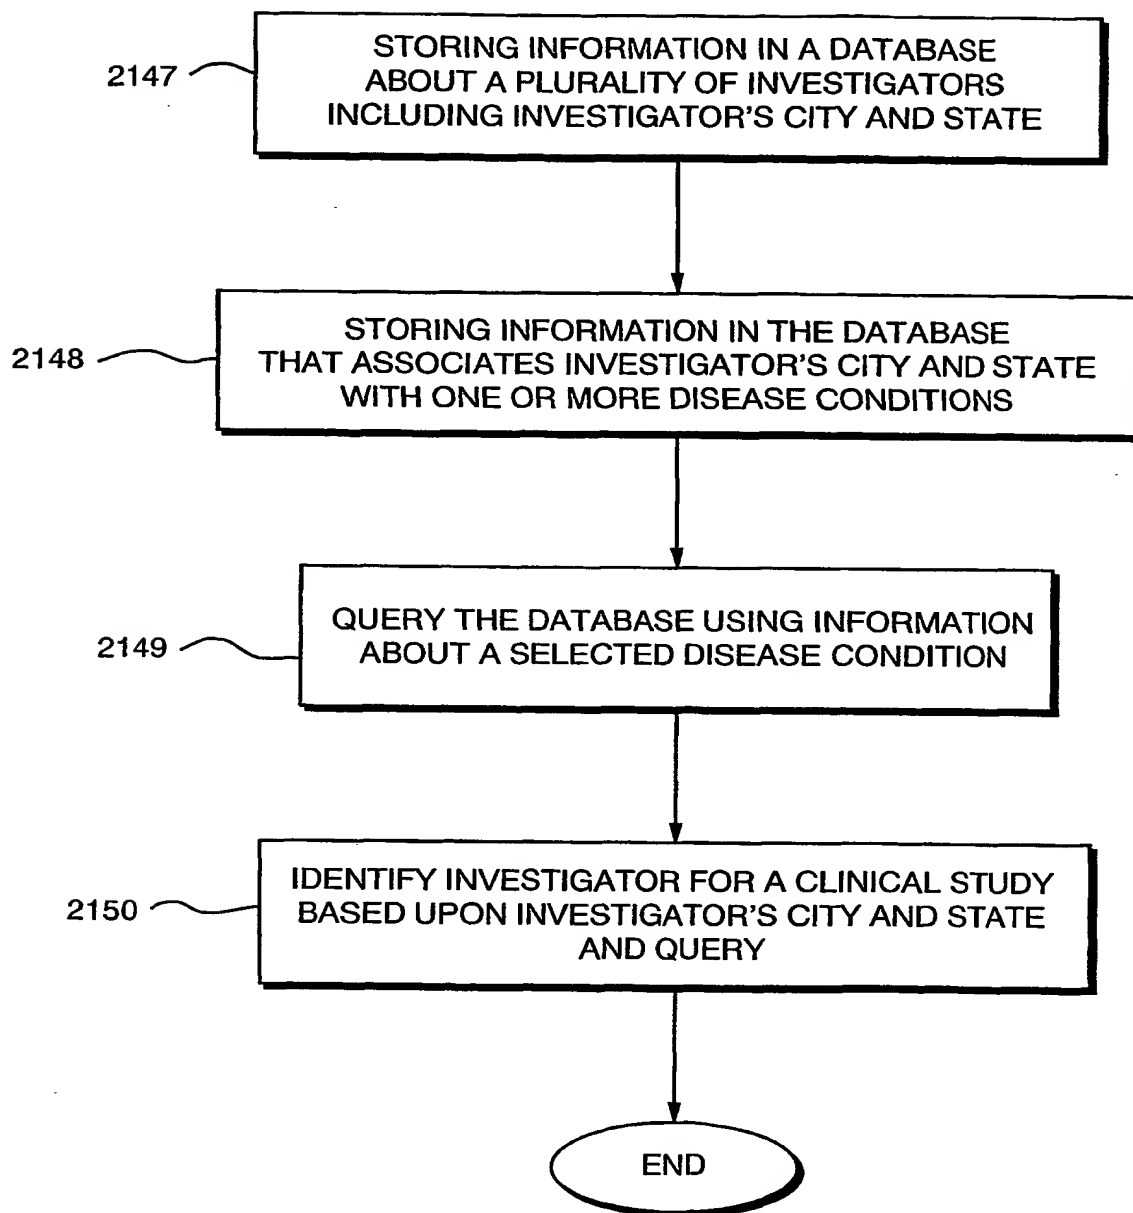 2147
STORING INFORMATION IN A DATABASE
ABOUT A PLURALITY OF INVESTIGATORS
INCLUDING INVESTIGATOR'S CITY AND STATE
2148
STORING INFORMATION IN THE DATABASE
THAT ASSOCIATES INVESTIGATOR'S CITY AND STATE
WITH ONE OR MORE DISEASE CONDITIONS
2149
QUERY THE DATABASE USING INFORMATION
ABOUT A SELECTED DISEASE CONDITION
2150
IDENTIFY INVESTIGATOR FOR A CLINICAL STUDY
BASED UPON INVESTIGATOR'S CITY AND STATE
AND QUERY
END